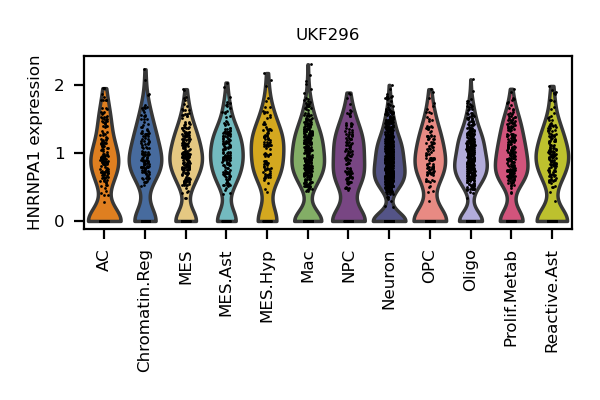 UKF296
HNRNPA1 expression
2
1
0
AC
Chromatin.Reg
MES
MES.Ast
MES.Hyp
Mac
NPC
Neuron
OPC
Oligo
Prolif.Metab
Reactive.Ast